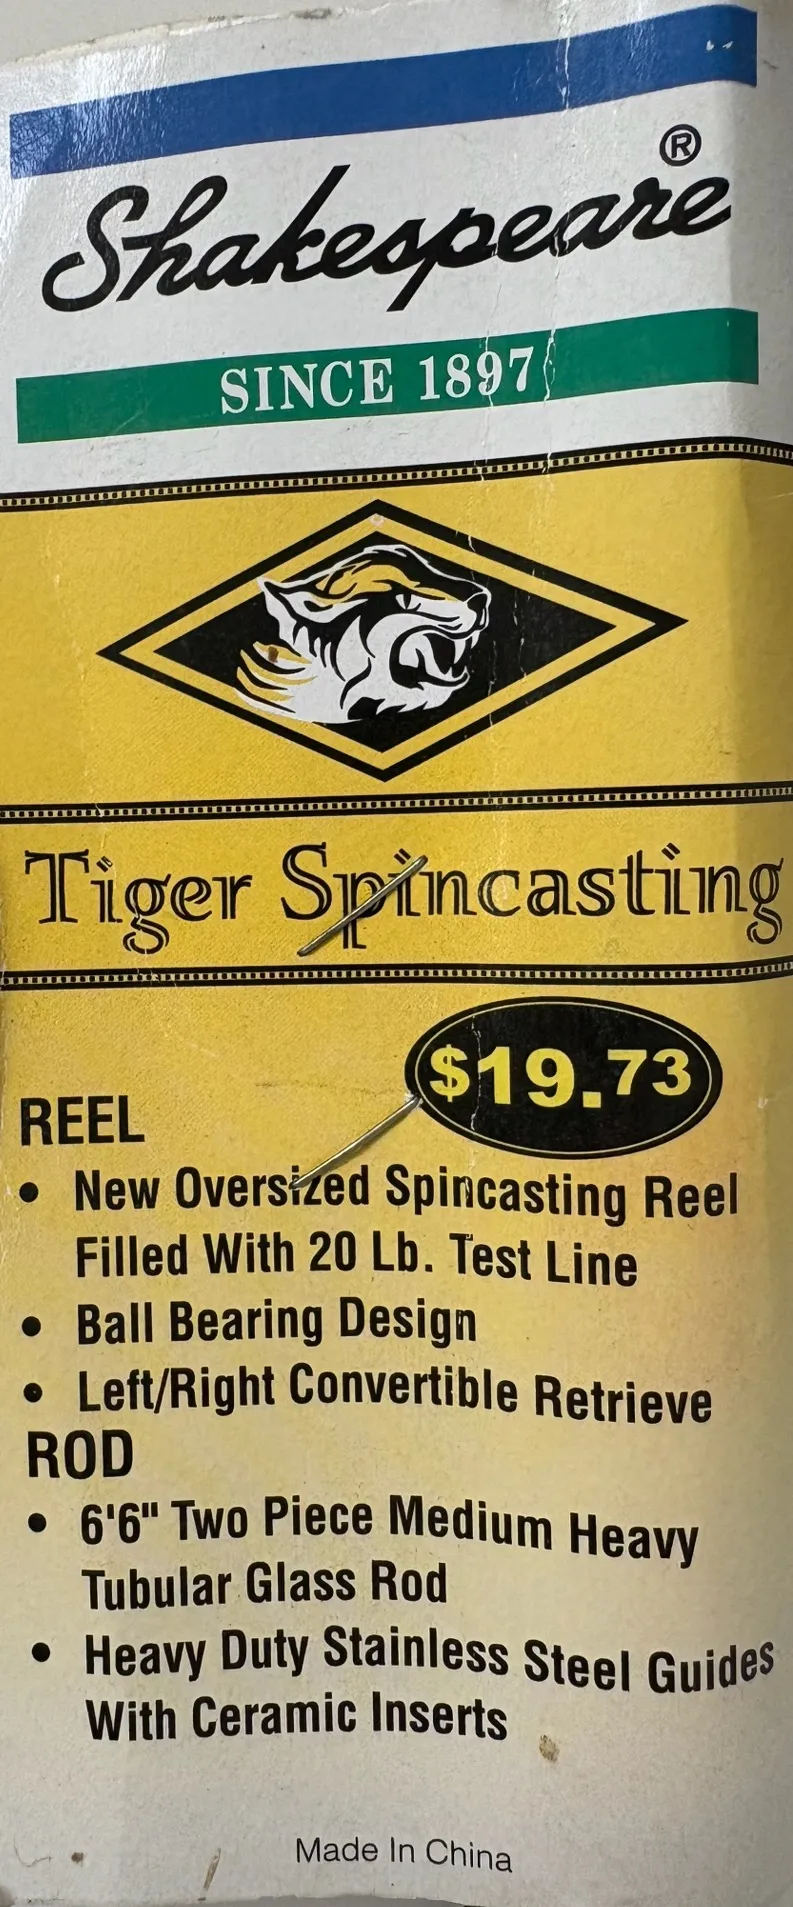 Shakespeare®
SINCE 1897
Tiger Spincasting
$19.73
REEL
• New Oversized Spincasting Reel
Filled With 20 Lb. Test Line
• Ball Bearing Design
• Left/Right Convertible Retrieve
ROD
• 6'6" Two Piece Medium Heavy
Tubular Glass Rod
• Heavy Duty Stainless Steel Guides
With Ceramic Inserts
Made In China